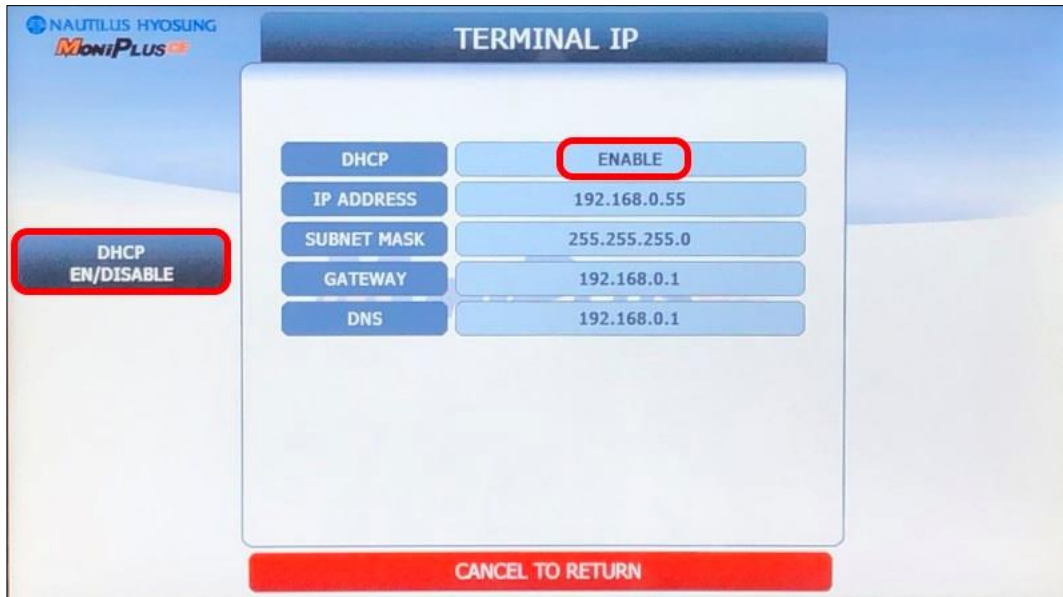 NAUTILUS HYOSUNG
MONIPLUS CE
TERMINAL IP
DHCP ENABLE
IP ADDRESS 192.168.0.55
SUBNET MASK 255.255.255.0
GATEWAY 192.168.0.1
DNS 192.168.0.1
DHCP
EN/DISABLE
CANCEL TO RETURN